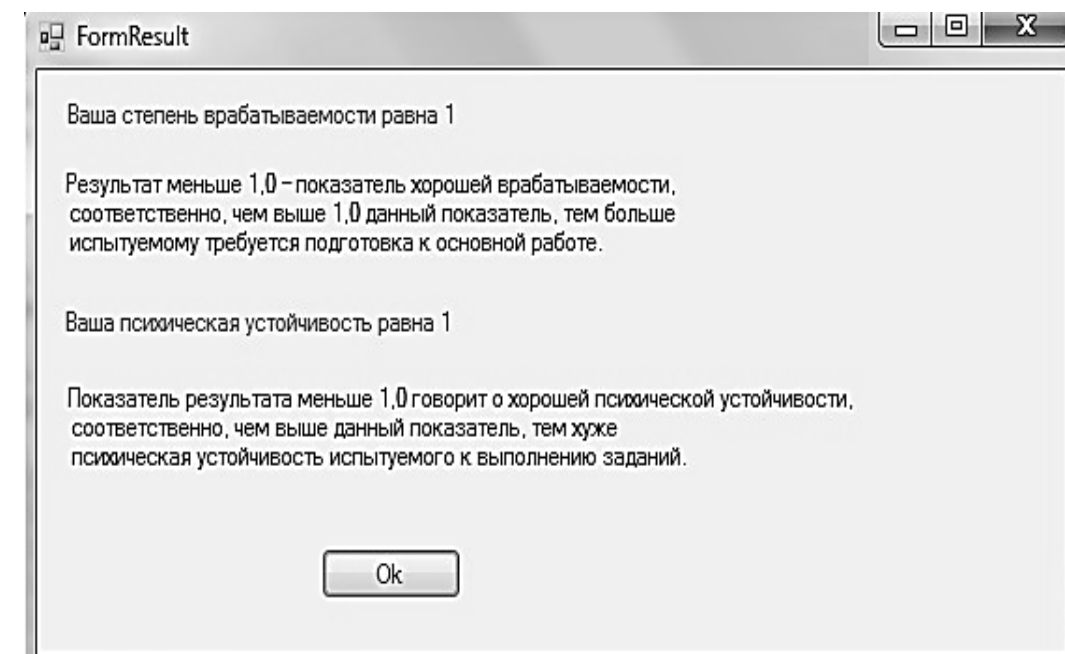 FormResult
Ваша степень врабатываемости равна 1
Результат меньше 1,0 – показатель хорошей врабатываемости,
соответственно, чем выше 1,0 данный показатель, тем больше
испытуемому требуется подготовка к основной работе.
Ваша психическая устойчивость равна 1
Показатель результата меньше 1,0 говорит о хорошей психической устойчивости,
соответственно, чем выше данный показатель, тем хуже
психическая устойчивость испытуемого к выполнению заданий.
Ok